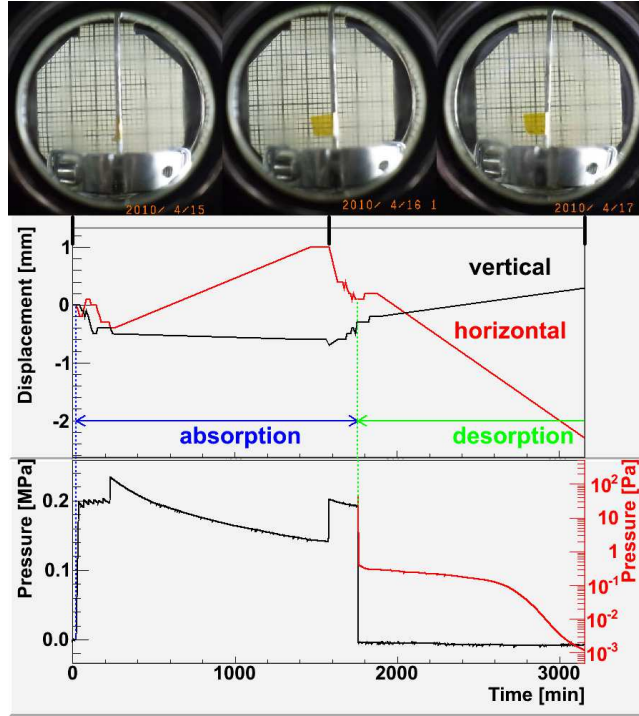 2010/ 4/15
2010/ 4/16 1
2010/ 4/17
Displacement [mm]
1
0
-1
-2
vertical
horizontal
absorption
desorption
Pressure [MPa]
0.2
0.1
0.0
Pressure [Pa]
10²
10
1
10⁻¹
10⁻²
10⁻³
0
1000
2000
3000
Time [min]